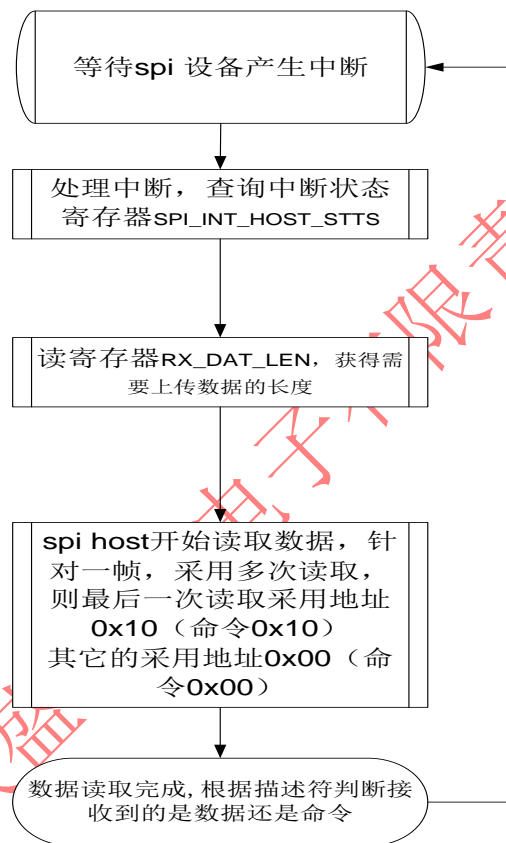 等待spi 设备产生中断
处理中断，查询中断状态
寄存器SPI_INT_HOST_STTS
读寄存器RX_DAT_LEN，获得需
要上传数据的长度
spi host开始读取数据，针
对一帧，采用多次读取，
则最后一次读取采用地址
0x10（命令0x10）
其它的采用地址0x00（命
令0x00）
数据读取完成,根据描述符判断接
收到的是数据还是命令